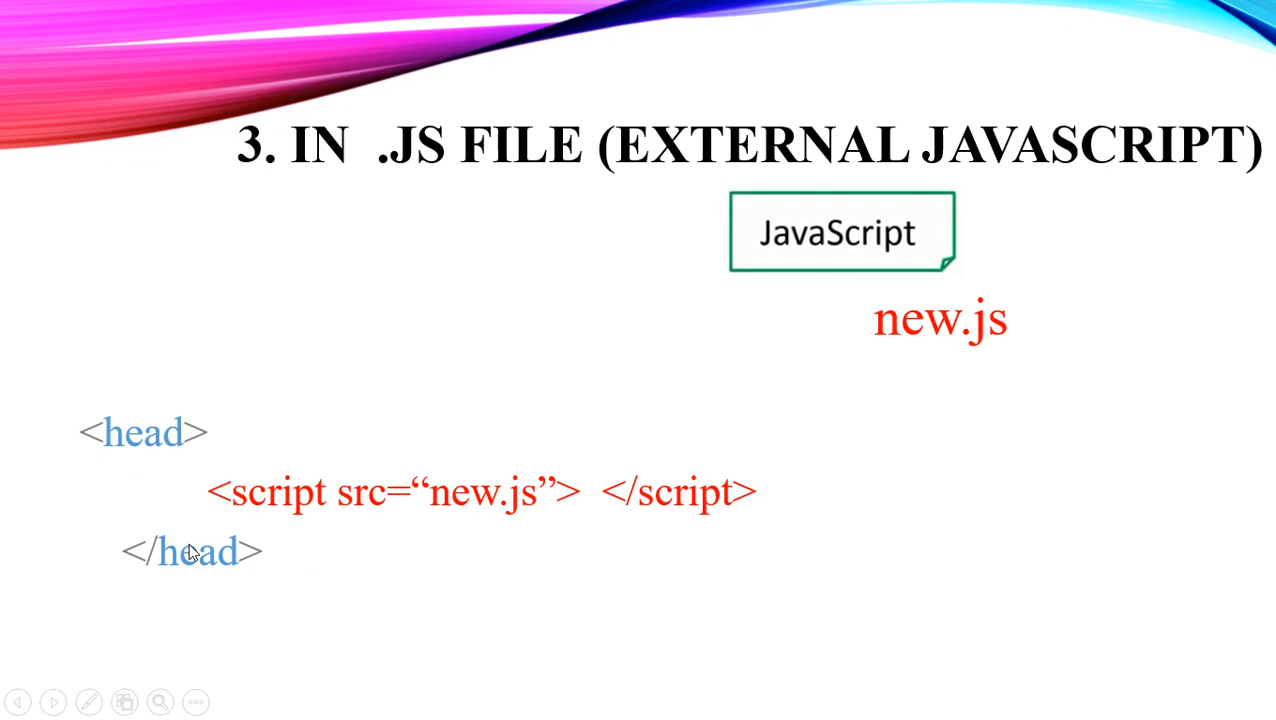 3. IN .JS FILE (EXTERNAL JAVASCRIPT)
JavaScript
new.js
<head>
<script src=“new.js”> </script>
</head>